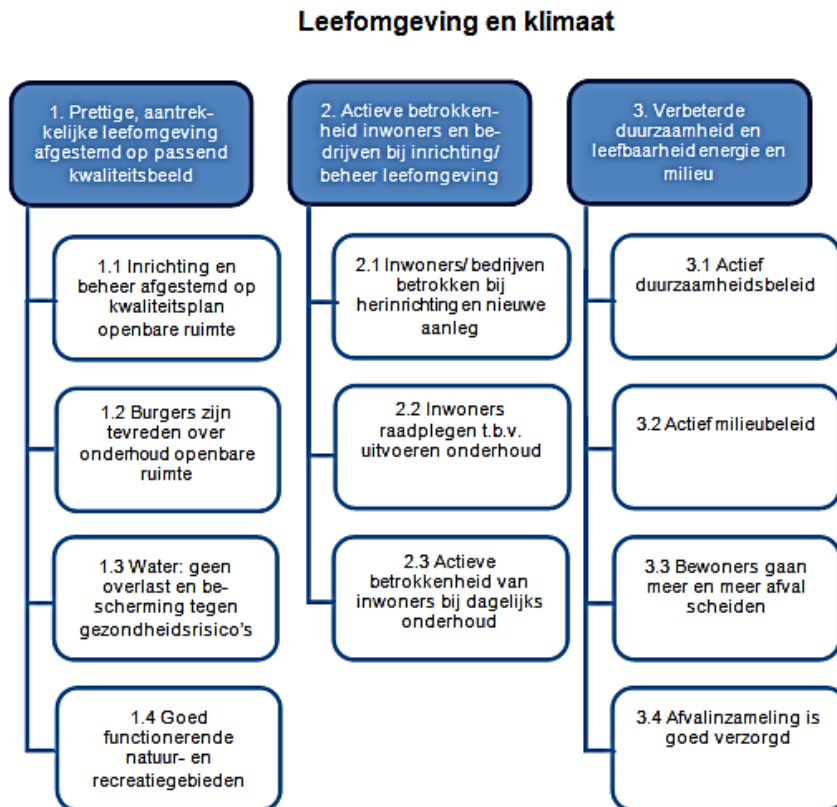 Leefomgeving en klimaat
1. Prettige, aantrek-
kelijke leefomgeving
afgestemd op passend
kwaliteitsbeeld
2. Actieve betrokken-
heid inwoners en be-
drijven bij inrichting/
beheer leefomgeving
3. Verbeterde
duurzaamheid en
leefbaarheid energie en
milieu
1.1 Inrichting en
beheer afgestemd op
kwaliteitsplan
openbare ruimte
2.1 Inwoners/ bedrijven
betrokken bij
herinrichting en nieuwe
aanleg
3.1 Actief
duurzaamheidsbeleid
1.2 Burgers zijn
tevreden over
onderhoud openbare
ruimte
2.2 Inwoners
raadplegen t.b.v.
uitvoeren onderhoud
3.2 Actief milieubeleid
1.3 Water: geen
overlast en be-
scherming tegen
gezondheidsrisico's
2.3 Actieve
betrokkenheid van
inwoners bij dagelijks
onderhoud
3.3 Bewoners gaan
meer en meer afval
scheiden
1.4 Goed
functionerende
natuur- en
recreatiegebieden
3.4 Afvalinzameling is
goed verzorgd